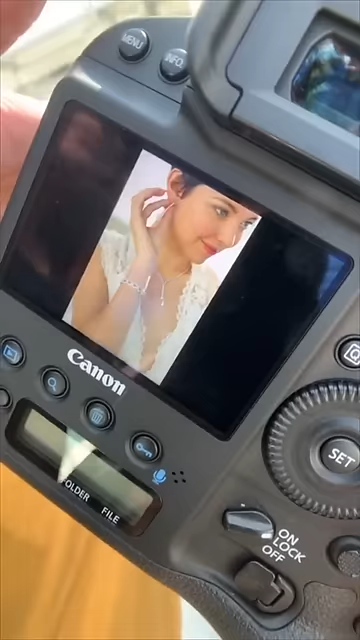 MENU
INFO.
Canon
Q
SET
FOLDER
FILE
ON
LOCK
OFF